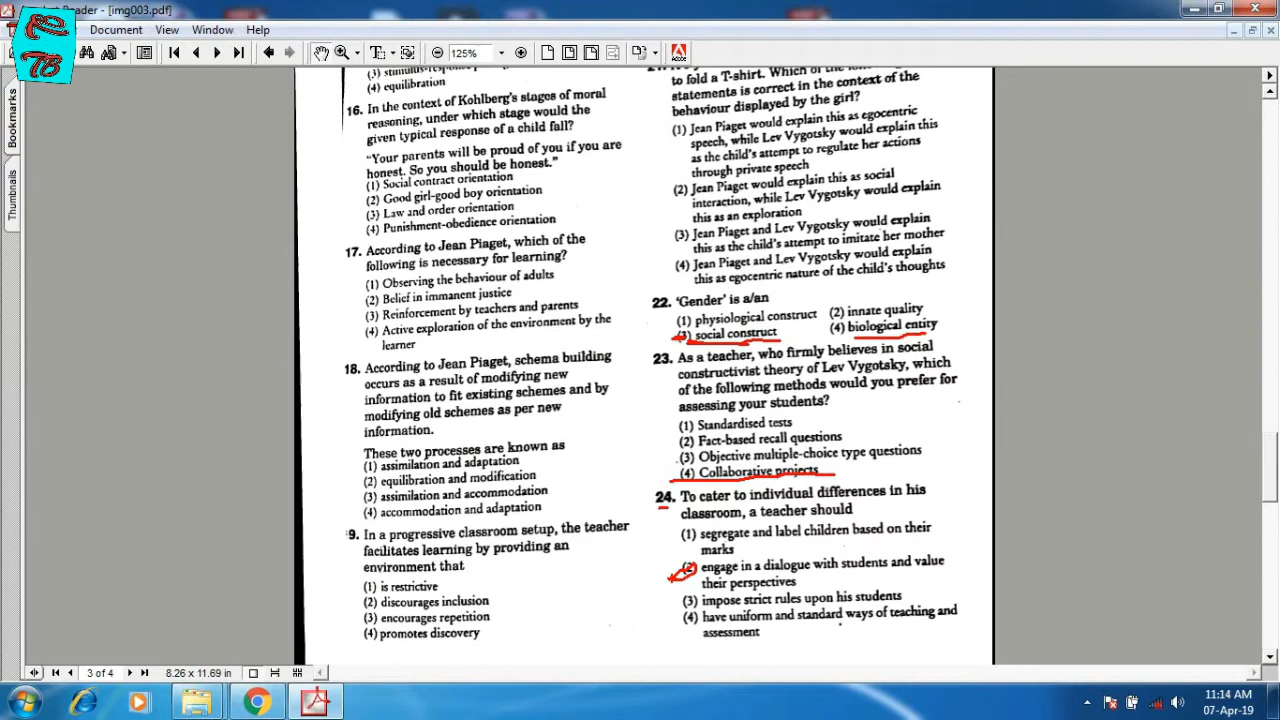 Reader - [img003.pdf]
Document View Window Help
125%
Adobe
Bookmarks
Thumbnails
(3) stimulus-response
(4) equilibration
16. In the context of Kohlberg's stages of moral
reasoning, under which stage would the
given typical response of a child fall?
"Your parents will be proud of you if you are
honest. So you should be honest."
(1) Social contract orientation
(2) Good girl-good boy orientation
(3) Law and order orientation
(4) Punishment-obedience orientation
17. According to Jean Piaget, which of the
following is necessary for learning?
(1) Observing the behaviour of adults
(2) Belief in immanent justice
(3) Reinforcement by teachers and parents
(4) Active exploration of the environment by the
learner
18. According to Jean Piaget, schema building
occurs as a result of modifying new
information to fit existing schemes and by
modifying old schemes as per new
information.
These two processes are known as
(1) assimilation and adaptation
(2) equilibration and modification
(3) assimilation and accommodation
(4) accommodation and adaptation
9. In a progressive classroom setup, the teacher
facilitates learning by providing an
environment that
(1) is restrictive
(2) discourages inclusion
(3) encourages repetition
(4) promotes discovery
to fold a T-shirt. Which of the
statements is correct in the context of the
behaviour displayed by the girl?
(1) Jean Piaget would explain this as egocentric
speech, while Lev Vygotsky would explain this
as the child's attempt to regulate her actions
through private speech
(2) Jean Piaget would explain this as social
interaction, while Lev Vygotsky would explain
this as an exploration
(3) Jean Piaget and Lev Vygotsky would explain
this as the child's attempt to imitate her mother
(4) Jean Piaget and Lev Vygotsky would explain
this as egocentric nature of the child's thoughts
22. 'Gender' is a/an
(1) physiological construct (2) innate quality
(3) social construct (4) biological entity
23. As a teacher, who firmly believes in social
constructivist theory of Lev Vygotsky, which
of the following methods would you prefer for
assessing your students?
(1) Standardised tests
(2) Fact-based recall questions
(3) Objective multiple-choice type questions
(4) Collaborative projects
24. To cater to individual differences in his
classroom, a teacher should
(1) segregate and label children based on their
marks
(2) engage in a dialogue with students and value
their perspectives
(3) impose strict rules upon his students
(4) have uniform and standard ways of teaching and
assessment
3 of 4 8.26 x 11.69 in
11:14 AM
07-Apr-19